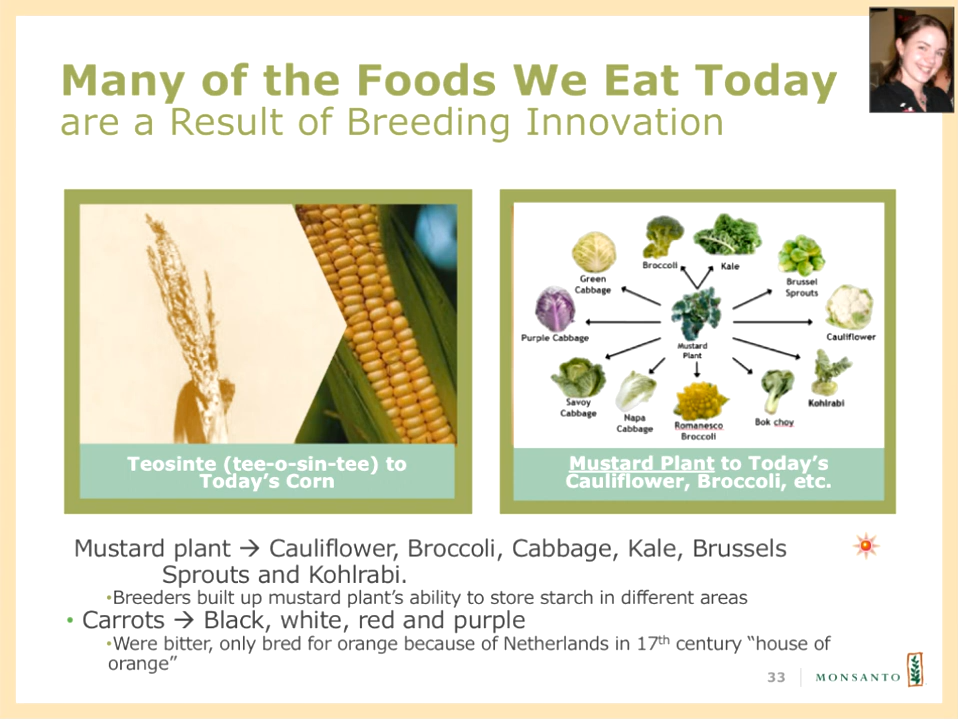 Many of the Foods We Eat Today
are a Result of Breeding Innovation
Teosinte (tee-o-sin-tee) to
Today's Corn
Broccoli
Kale
Green
Cabbage
Brussel
Sprouts
Purple Cabbage
Mustard
Plant
Cauliflower
Savoy
Cabbage
Napa
Cabbage
Romanesco
Broccoli
Bok choy
Kohlrabi
Mustard Plant to Today's
Cauliflower, Broccoli, etc.
Mustard plant → Cauliflower, Broccoli, Cabbage, Kale, Brussels
Sprouts and Kohlrabi.
•Breeders built up mustard plant's ability to store starch in different areas
• Carrots → Black, white, red and purple
•Were bitter, only bred for orange because of Netherlands in 17th century “house of
orange”
33
MONSANTO